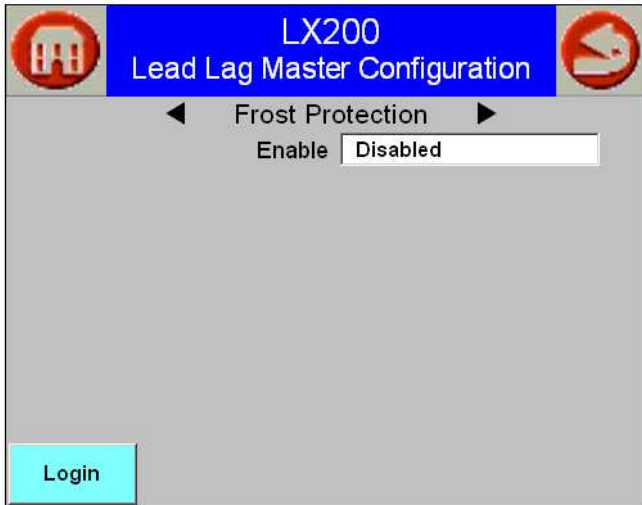 LX200
Lead Lag Master Configuration
Frost Protection
Enable Disabled
Login